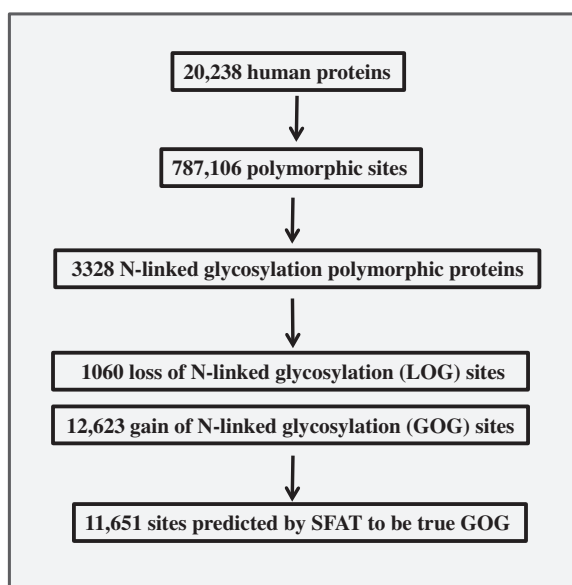 20,238 human proteins
787,106 polymorphic sites
3328 N-linked glycosylation polymorphic proteins
1060 loss of N-linked glycosylation (LOG) sites
12,623 gain of N-linked glycosylation (GOG) sites
11,651 sites predicted by SFAT to be true GOG